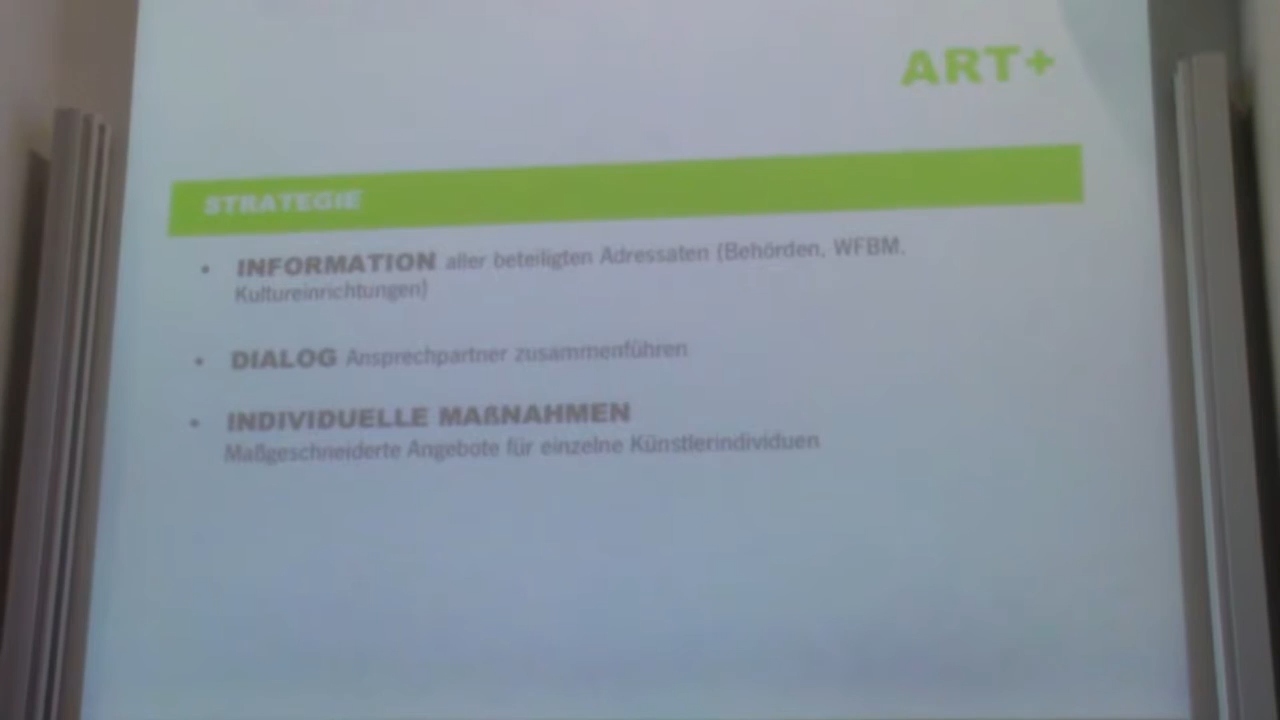 ART+
STRATEGIE
• INFORMATION aller beteiligten Adressaten (Behörden, WFBM,
Kultureinrichtungen)
• DIALOG Ansprechpartner zusammenführen
• INDIVIDUELLE MAßNAHMEN
Maßgeschneiderte Angebote für einzelne Künstlerindividuen